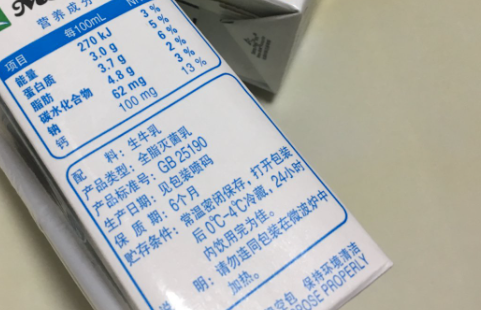 营养成分
项目 每100mL
能量 270 kJ 3%
蛋白质 3.0 g 5%
脂肪 3.7 g 6%
碳水化合物 4.8 g 2%
钠 62 mg 3%
钙 100 mg 13%
配 料：生牛乳
产品类型：全脂灭菌乳
产品标准号：GB 25190
生产日期：见包装喷码
保 质 期：6个月
贮存条件：常温密闭保存，打开包装
后0℃-4℃冷藏，24小时
内饮用完为佳。
明：请勿连同包装在微波炉中
加热。
空包 保持环境清洁
OSE PROPERLY